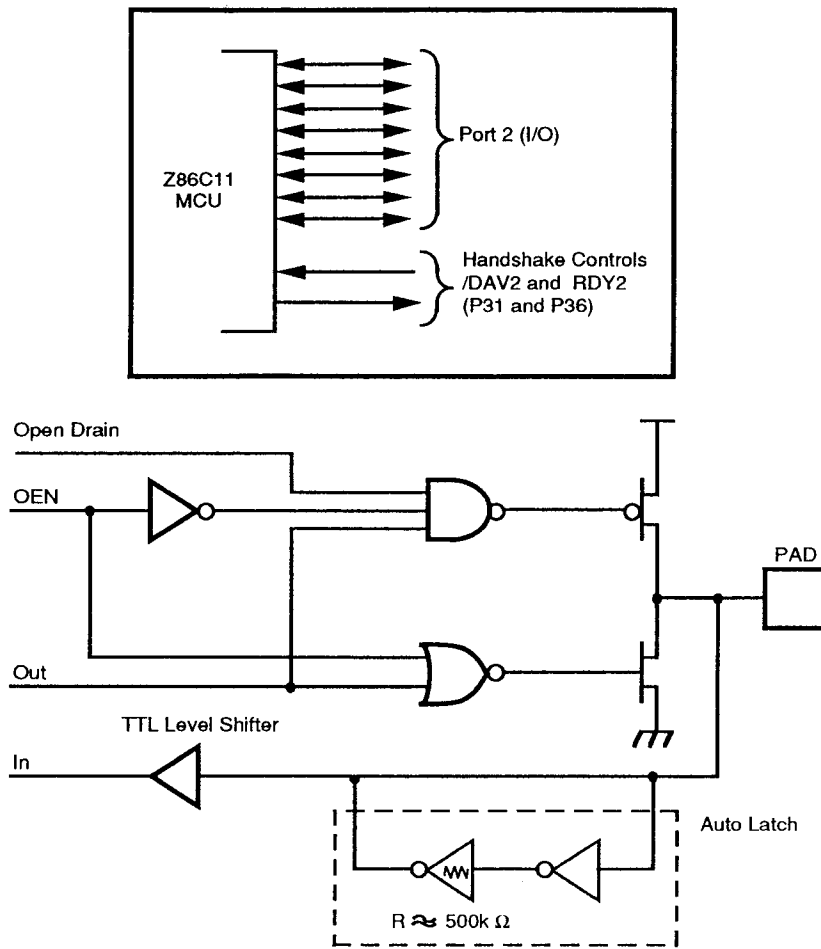 Z86C11
MCU
Port 2 (I/O)
Handshake Controls
/DAV2 and RDY2
(P31 and P36)
Open Drain
OEN
PAD
Out
TTL Level Shifter
In
Auto Latch
R ≈ 500k Ω